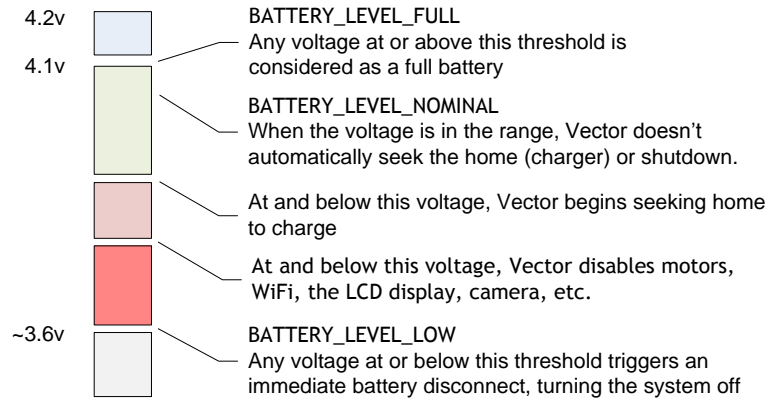 4.2v
BATTERY_LEVEL_FULL
Any voltage at or above this threshold is
considered as a full battery
4.1v
BATTERY_LEVEL_NOMINAL
When the voltage is in the range, Vector doesn't
automatically seek the home (charger) or shutdown.
At and below this voltage, Vector begins seeking home
to charge
At and below this voltage, Vector disables motors,
WiFi, the LCD display, camera, etc.
~3.6v
BATTERY_LEVEL_LOW
Any voltage at or below this threshold triggers an
immediate battery disconnect, turning the system off